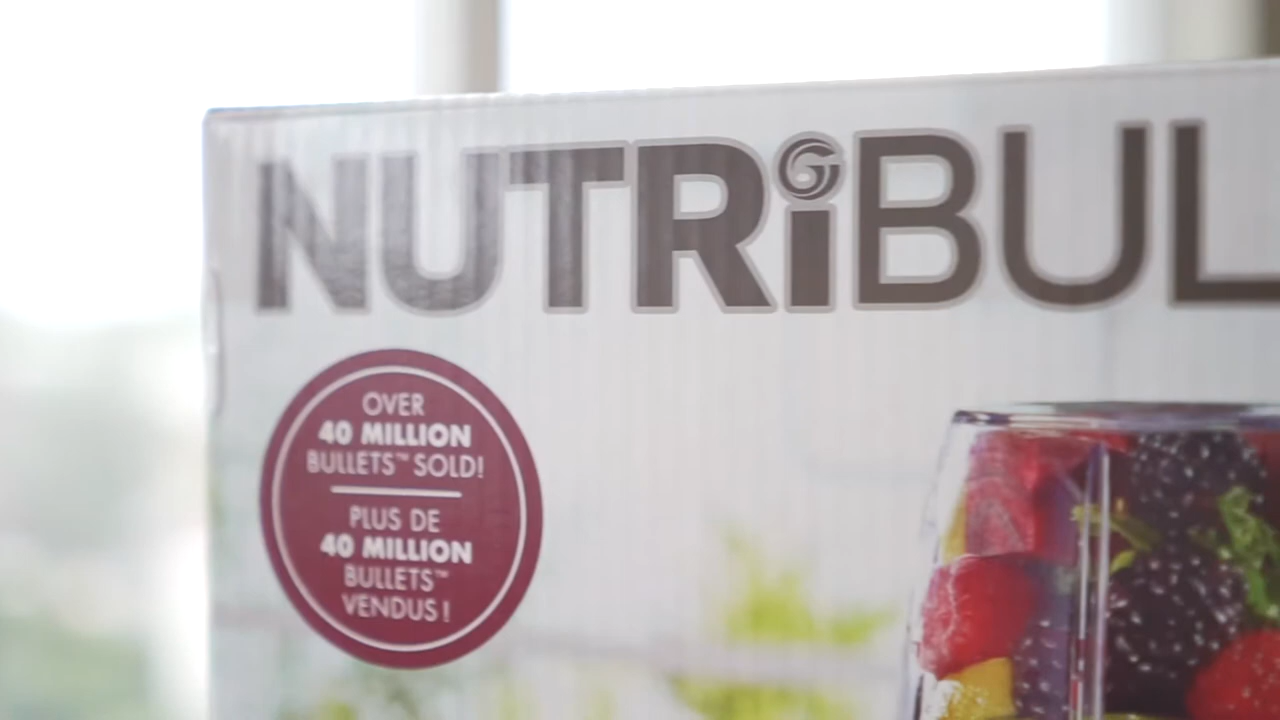 NUTRiBUL
OVER
40 MILLION
BULLETS™ SOLD!
PLUS DE
40 MILLION
BULLETS™
VENDUS !